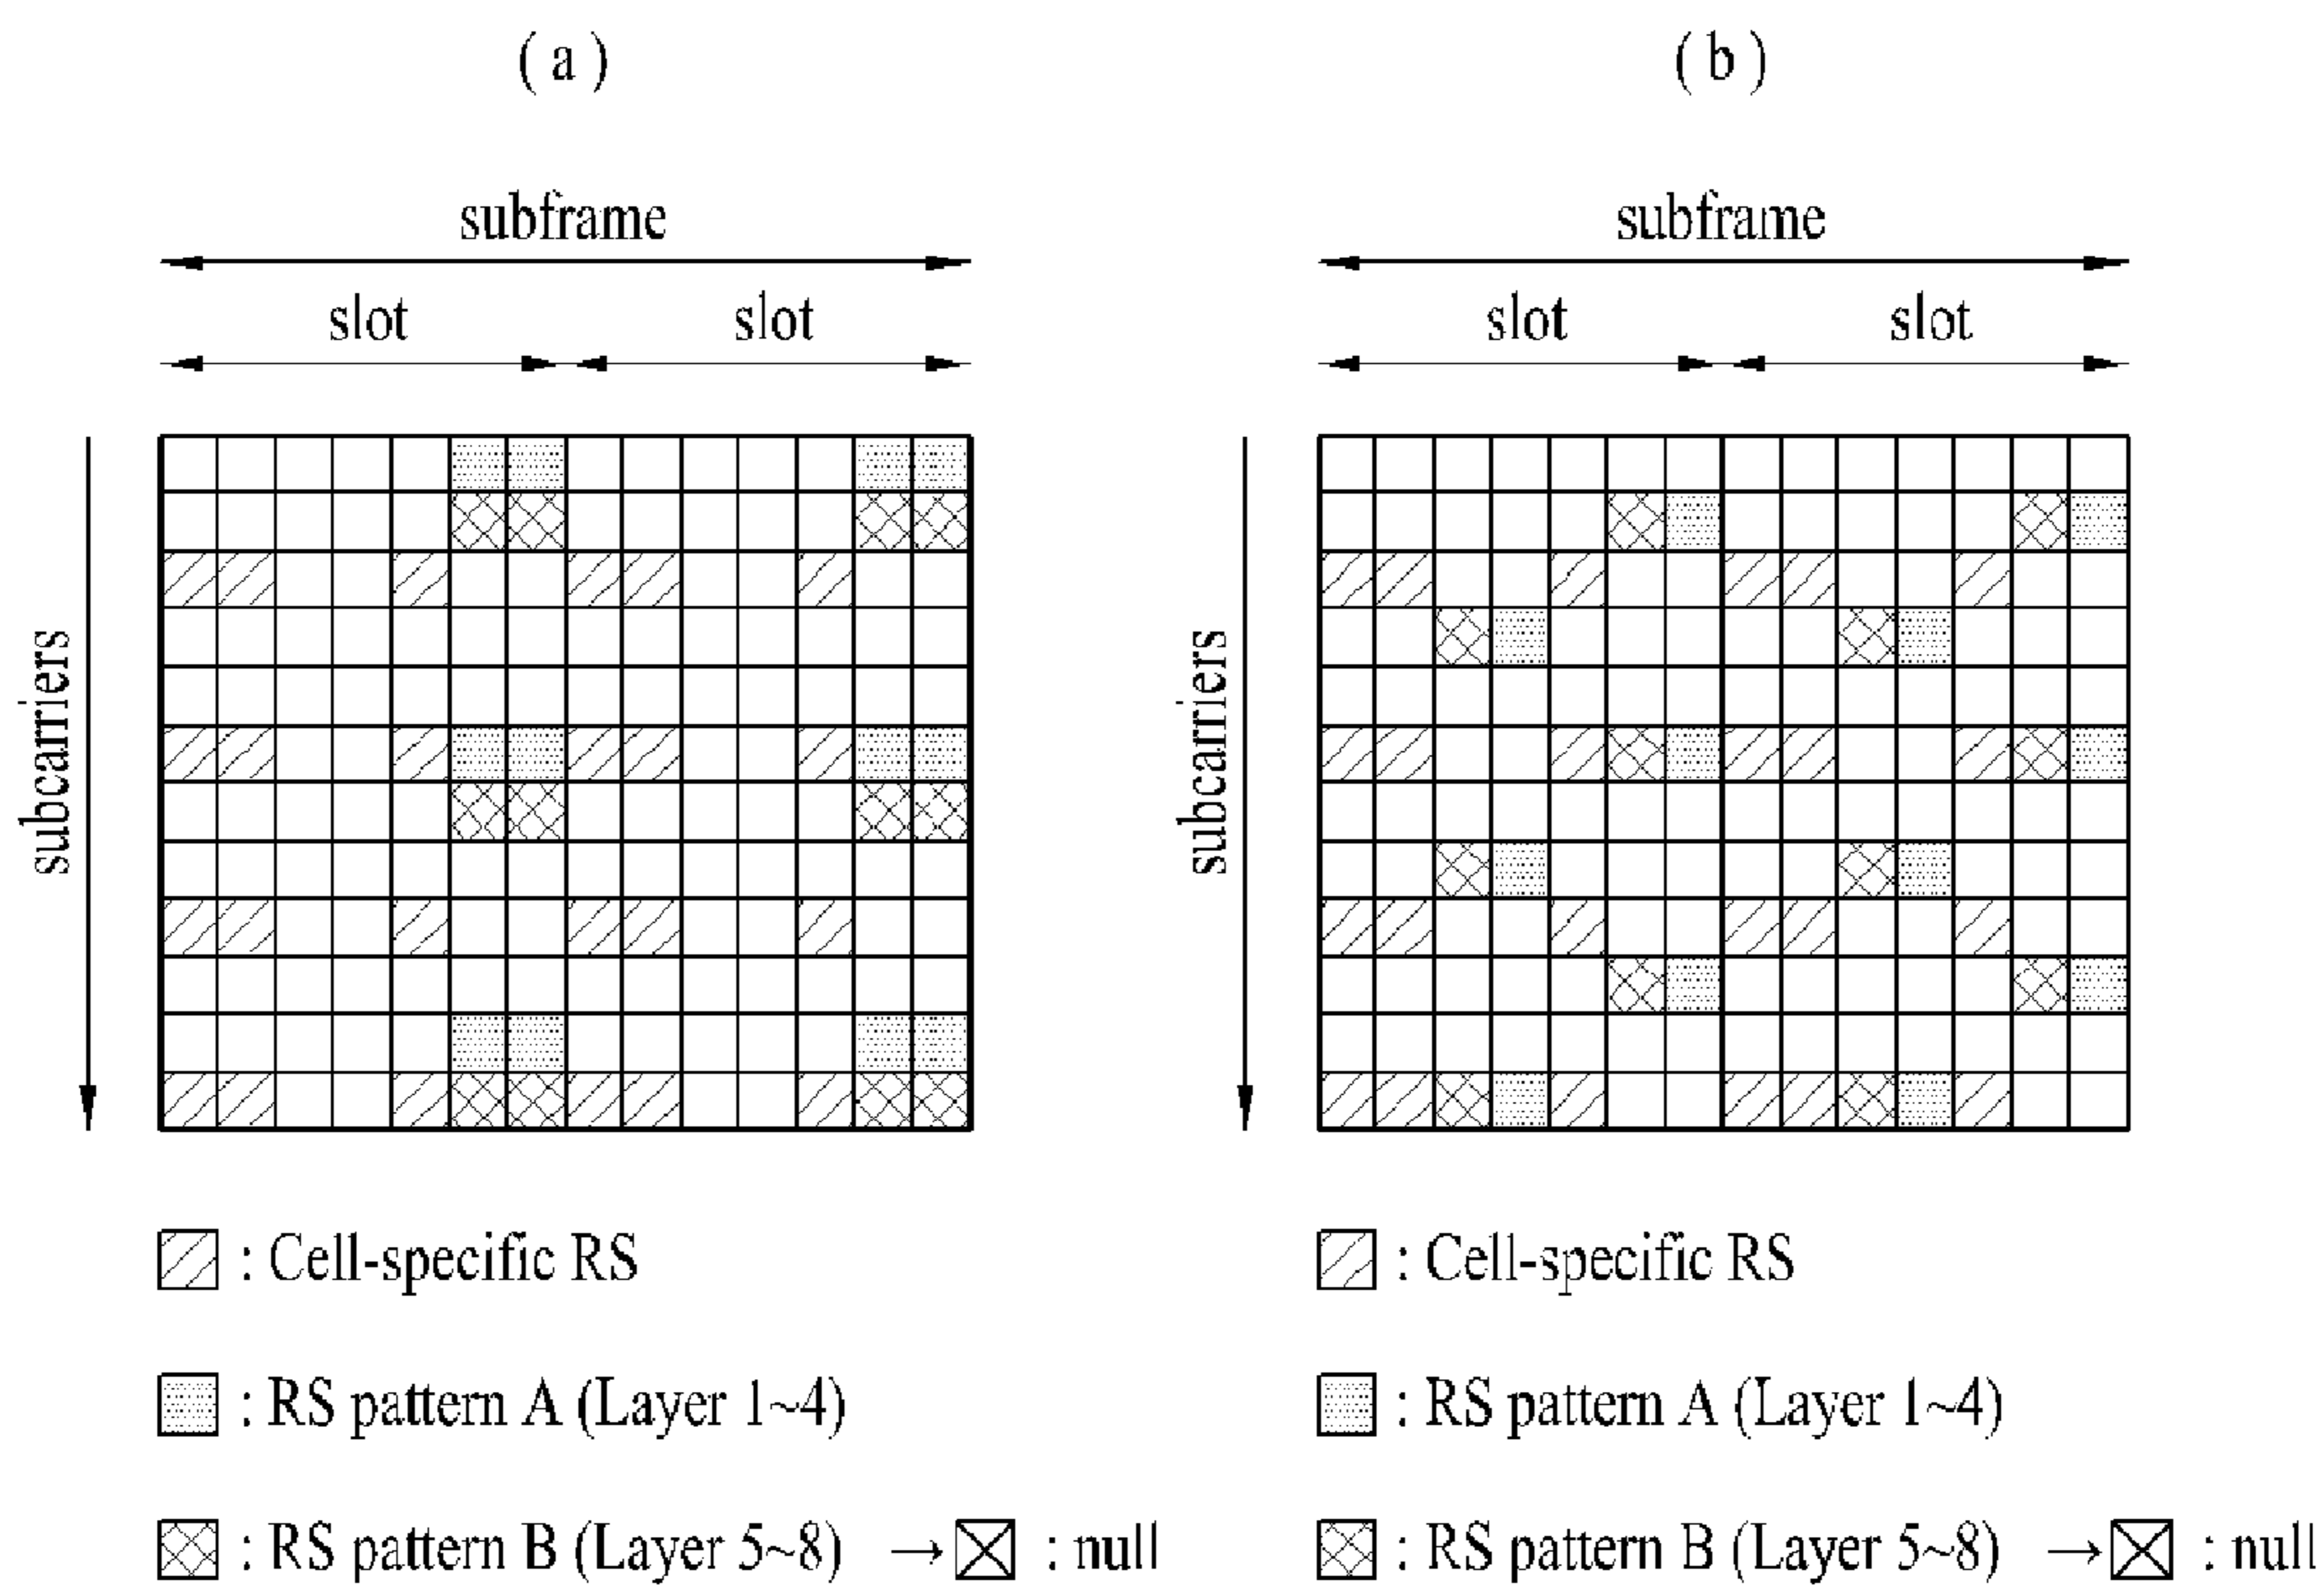 ( a )
subframe
slot slot
subcarriers
: Cell-specific RS
: RS pattern A (Layer 1~4)
: RS pattern B (Layer 5~8) → : null
( b )
subframe
slot slot
subcarriers
: Cell-specific RS
: RS pattern A (Layer 1~4)
: RS pattern B (Layer 5~8) → : null